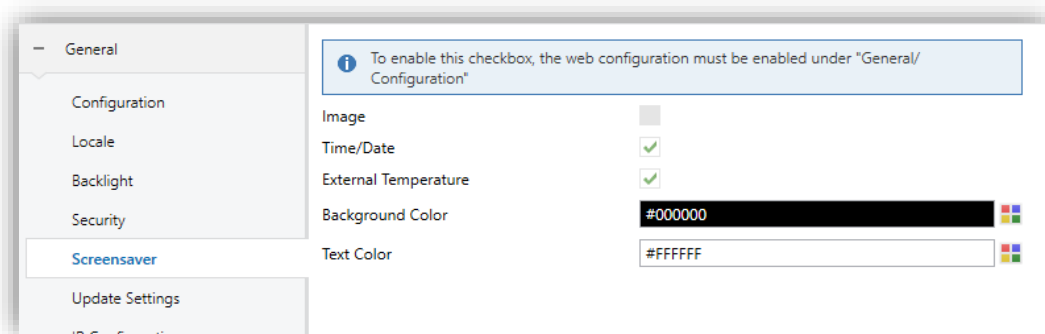 General
To enable this checkbox, the web configuration must be enabled under "General/
Configuration"
Configuration
Locale
Backlight
Security
Screensaver
Update Settings
Image
Time/Date
External Temperature
Background Color #000000
Text Color #FFFFFF